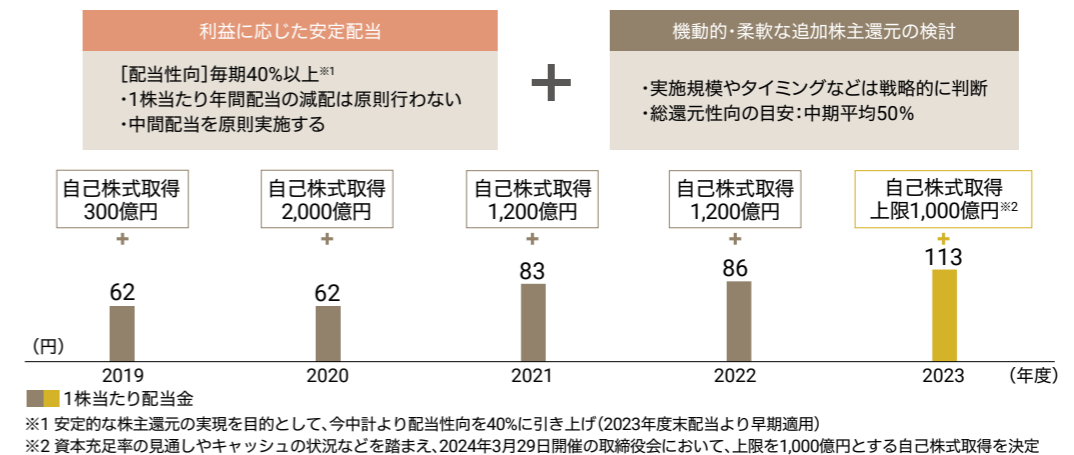 利益に応じた安定配当
[配当性向]毎期40%以上※1
・1株当たり年間配当の減配は原則行わない
・中間配当を原則実施する
+
機動的・柔軟な追加株主還元の検討
・実施規模やタイミングなどは戦略的に判断
・総還元性向の目安：中期平均50%
自己株式取得
300億円
+
62
自己株式取得
2,000億円
+
62
自己株式取得
1,200億円
+
83
自己株式取得
1,200億円
+
86
自己株式取得
上限1,000億円※2
+
113
（円）
2019
2020
2021
2022
2023
（年度）
1株当たり配当金
※1 安定的な株主還元の実現を目的として、今中計より配当性向を40%に引き上げ（2023年度末配当より早期適用）
※2 資本充足率の見通しやキャッシュの状況などを踏まえ、2024年3月29日開催の取締役会において、上限を1,000億円とする自己株式取得を決定